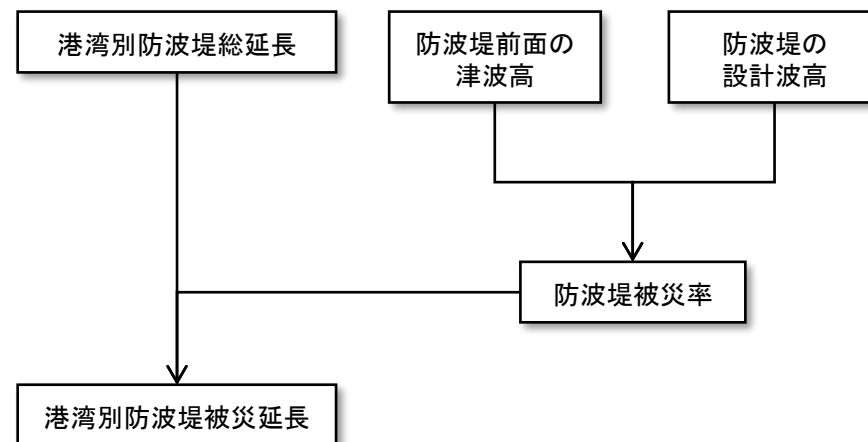 港湾別防波堤総延長
防波堤前面の
津波高
防波堤の
設計波高
防波堤被災率
港湾別防波堤被災延長